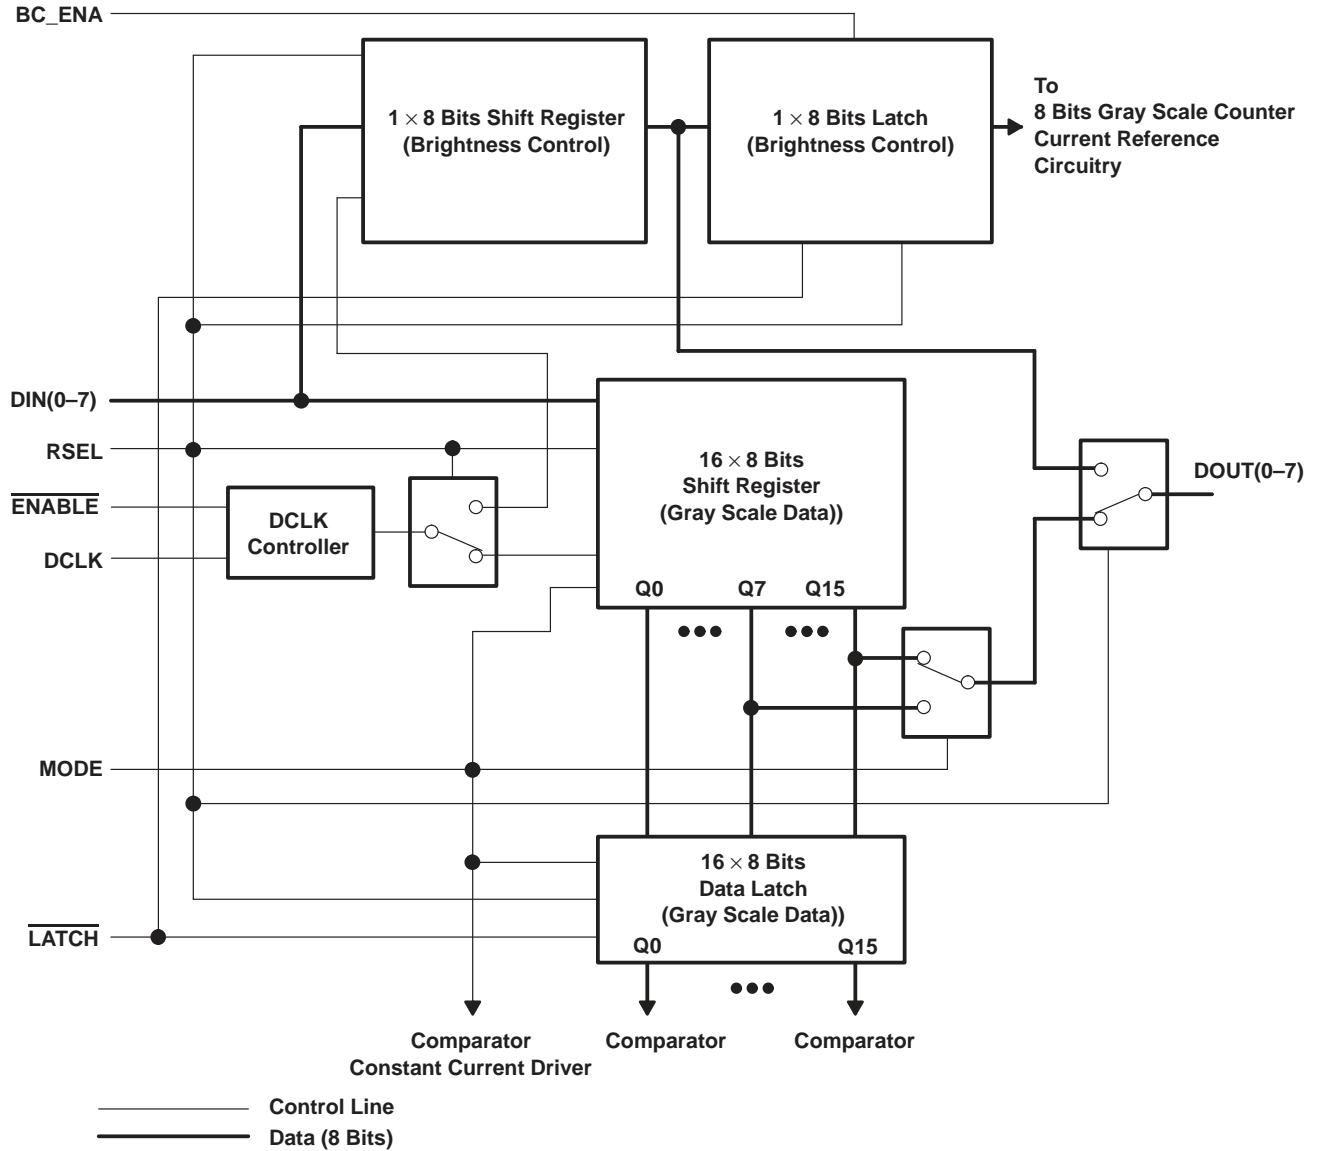 BC_ENA
1 × 8 Bits Shift Register
(Brightness Control)
1 × 8 Bits Latch
(Brightness Control)
To
8 Bits Gray Scale Counter
Current Reference
Circuitry
DIN(0–7)
RSEL
ENABLE
DCLK
DCLK
Controller
16 × 8 Bits
Shift Register
(Gray Scale Data))
Q0 Q7 Q15
DOUT(0–7)
MODE
16 × 8 Bits
Data Latch
(Gray Scale Data))
Q0 Q15
LATCH
Comparator
Constant Current Driver
Comparator
Comparator
Control Line
Data (8 Bits)